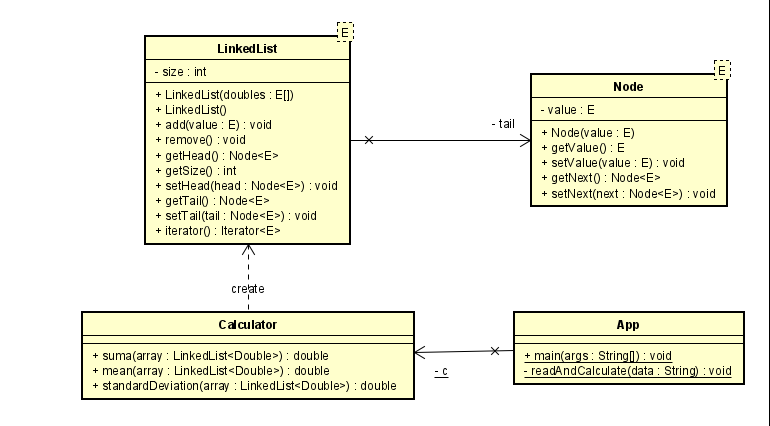 E
LinkedList
- size : int
+ LinkedList(doubles : E[])
+ LinkedList()
+ add(value : E) : void
+ remove() : void
+ getHead() : Node<E>
+ getSize() : int
+ setHead(head : Node<E>) : void
+ getTail() : Node<E>
+ setTail(tail : Node<E>) : void
+ iterator() : Iterator<E>
- tail
E
Node
- value : E
+ Node(value : E)
+ getValue() : E
+ setValue(value : E) : void
+ getNext() : Node<E>
+ setNext(next : Node<E>) : void
create
Calculator
+ suma(array : LinkedList<Double>) : double
+ mean(array : LinkedList<Double>) : double
+ standardDeviation(array : LinkedList<Double>) : double
- c
App
+ main(args : String[]) : void
- readAndCalculate(data : String) : void